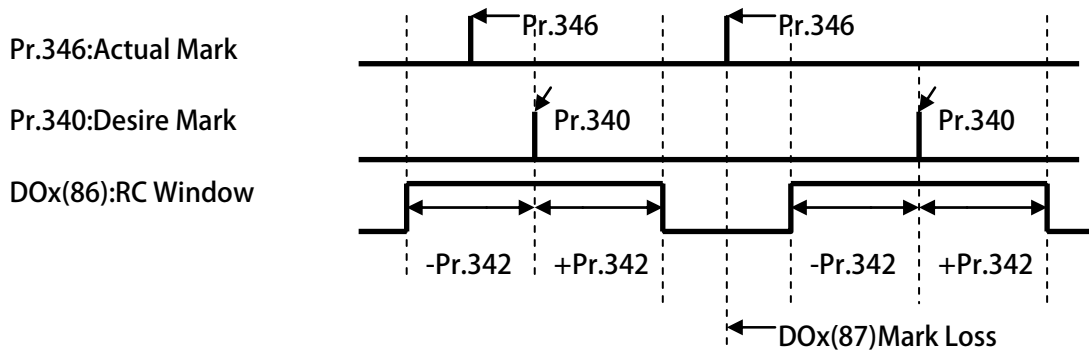 Pr.346:Actual Mark
Pr.346
Pr.346
Pr.340:Desire Mark
Pr.340
Pr.340
DOx(86):RC Window
-Pr.342
+Pr.342
-Pr.342
+Pr.342
DOx(87)Mark Loss